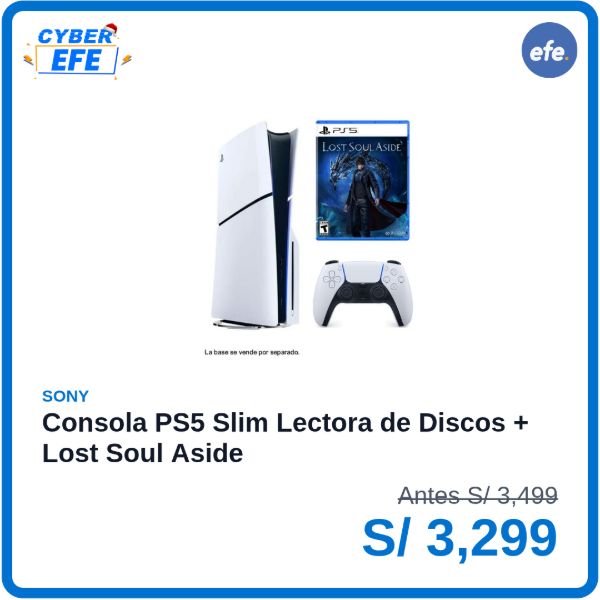 CYBER
EFE
efe.
PS5
LOST SOUL ASIDE
La base se vende por separado.
SONY
Consola PS5 Slim Lectora de Discos +
Lost Soul Aside
Antes S/ 3,499
S/ 3,299